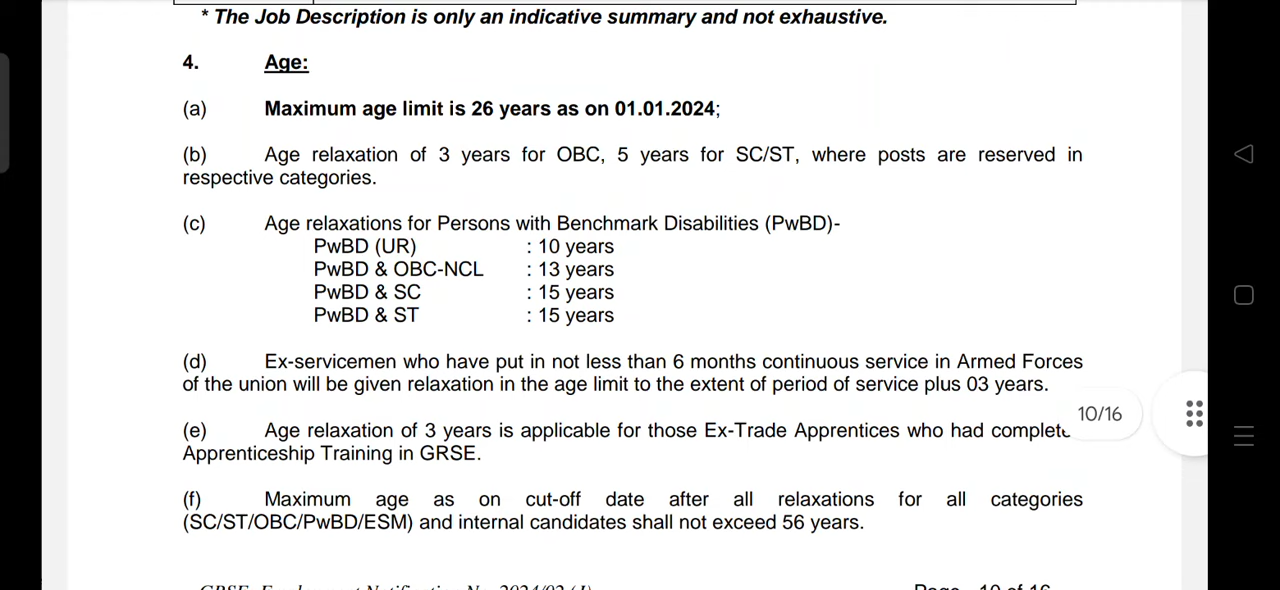 * The Job Description is only an indicative summary and not exhaustive.
4. Age:
(a) Maximum age limit is 26 years as on 01.01.2024;
(b) Age relaxation of 3 years for OBC, 5 years for SC/ST, where posts are reserved in
respective categories.
(c) Age relaxations for Persons with Benchmark Disabilities (PwBD)-
PwBD (UR) : 10 years
PwBD & OBC-NCL : 13 years
PwBD & SC : 15 years
PwBD & ST : 15 years
(d) Ex-servicemen who have put in not less than 6 months continuous service in Armed Forces
of the union will be given relaxation in the age limit to the extent of period of service plus 03 years.
10/16
(e) Age relaxation of 3 years is applicable for those Ex-Trade Apprentices who had
Apprenticeship Training in GRSE.
(f) Maximum age as on cut-off date after all relaxations for all categories
(SC/ST/OBC/PwBD/ESM) and internal candidates shall not exceed 56 years.